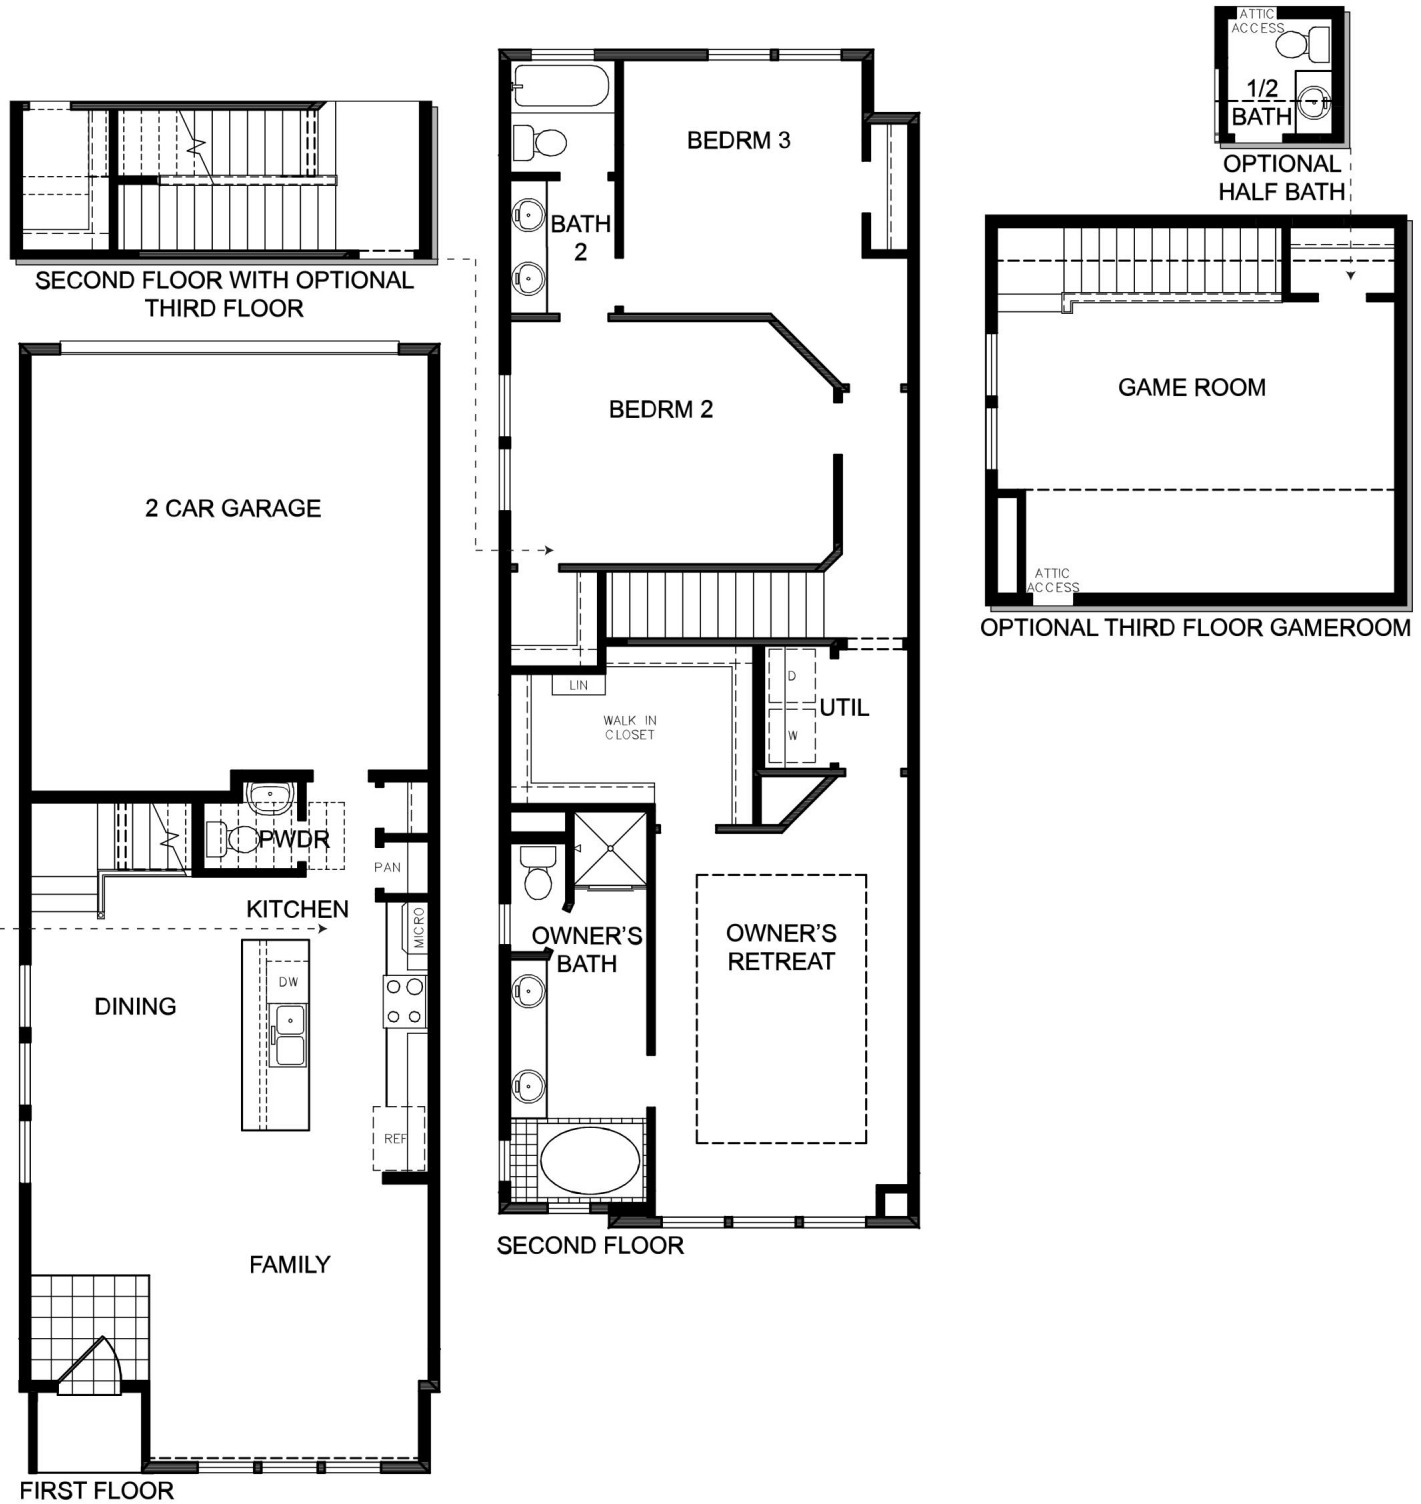 SECOND FLOOR WITH OPTIONAL
THIRD FLOOR
2 CAR GARAGE
PWDR
PAN
KITCHEN
MICRO
DINING
DW
REF
FAMILY
FIRST FLOOR
BEDRM 3
BATH
2
BEDRM 2
LIN
WALK IN
CLOSET
D
UTIL
W
OWNER'S
BATH
OWNER'S
RETREAT
SECOND FLOOR
ATTIC
ACCESS
1/2
BATH
OPTIONAL
HALF BATH
GAME ROOM
ATTIC
ACCESS
OPTIONAL THIRD FLOOR GAMEROOM